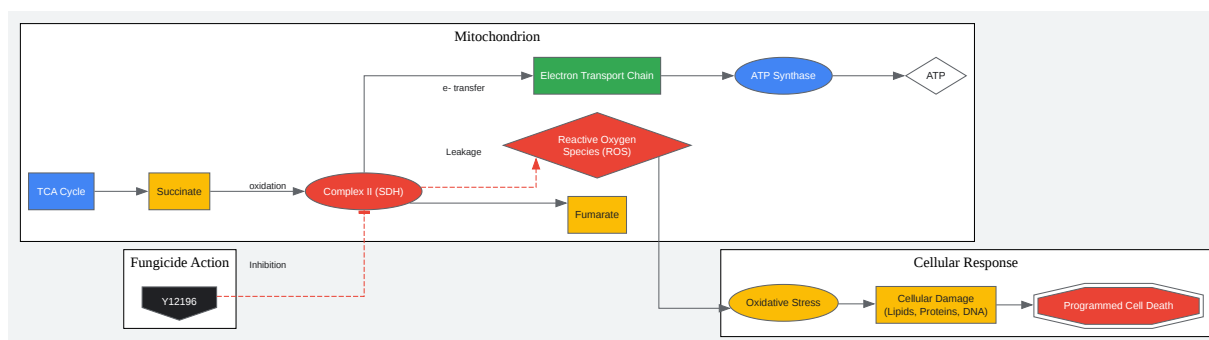 Mitochondrion
Electron Transport Chain
ATP Synthase
ATP
e- transfer
Reactive Oxygen
Species (ROS)
Leakage
TCA Cycle
Succinate
oxidation
Complex II (SDH)
Fumarate
Fungicide Action
Inhibition
Y12196
Cellular Response
Oxidative Stress
Cellular Damage
(Lipids, Proteins, DNA)
Programmed Cell Death